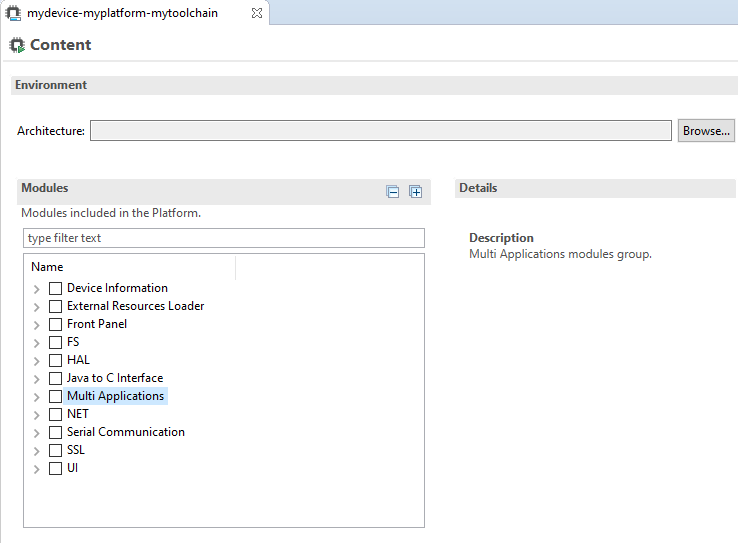 mydevice-myplatform-mytoolchain
Content
Environment
Architecture:
Browse...
Modules
Modules included in the Platform.
type filter text
Name
Device Information
External Resources Loader
Front Panel
FS
HAL
Java to C Interface
Multi Applications
NET
Serial Communication
SSL
UI
Details
Description
Multi Applications modules group.